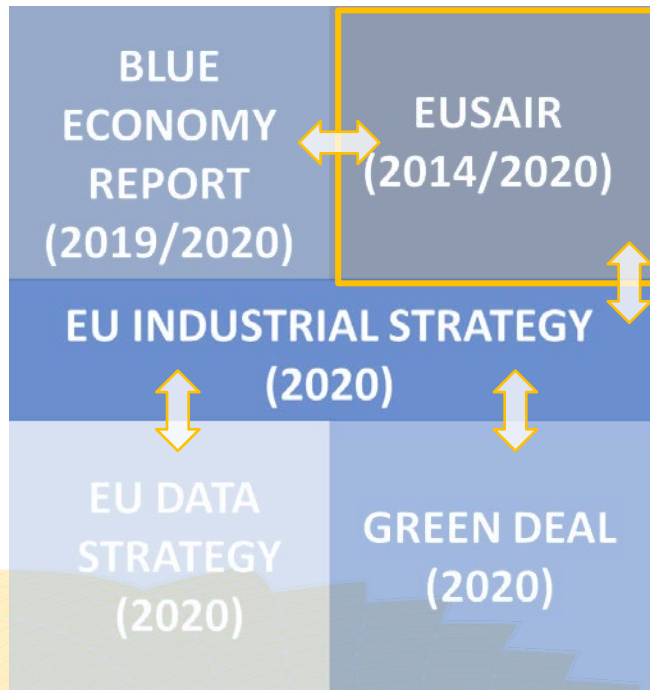 BLUE
ECONOMY
REPORT
(2019/2020)
EUSAIR
(2014/2020)
EU INDUSTRIAL STRATEGY
(2020)
EU DATA
STRATEGY
(2020)
GREEN DEAL
(2020)